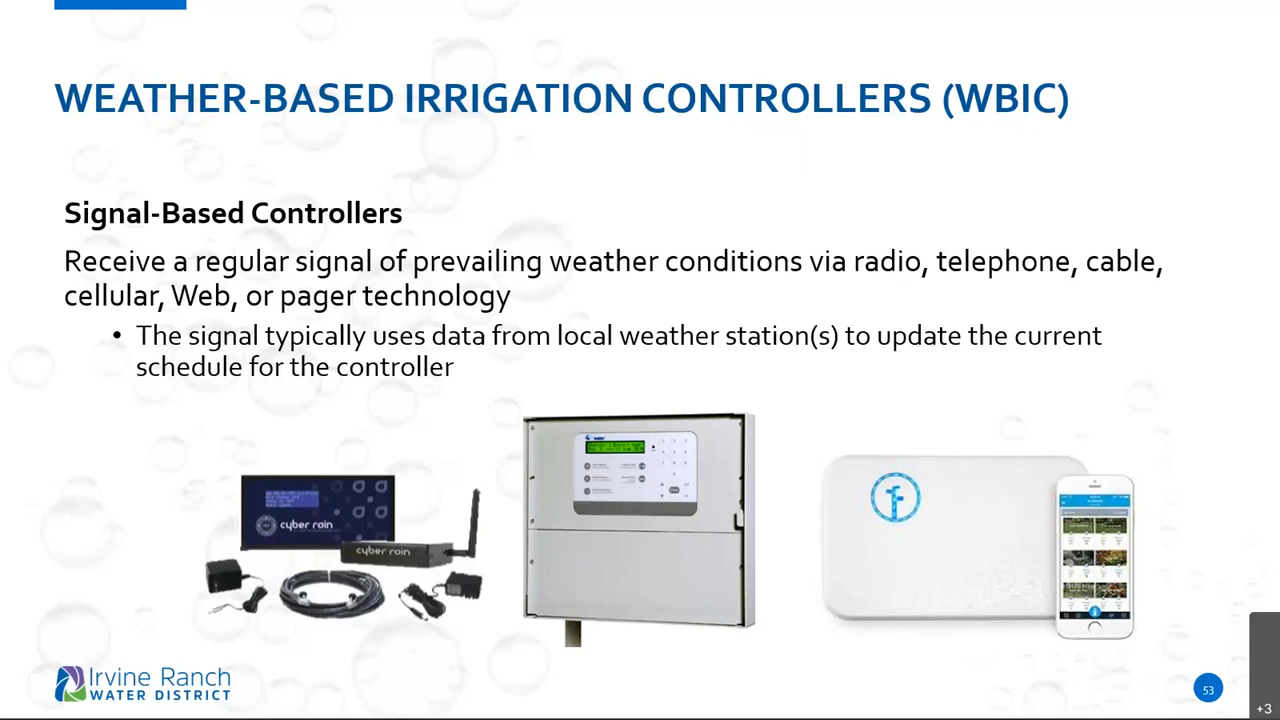 WEATHER-BASED IRRIGATION CONTROLLERS (WBIC)
Signal-Based Controllers
Receive a regular signal of prevailing weather conditions via radio, telephone, cable,
cellular, Web, or pager technology
• The signal typically uses data from local weather station(s) to update the current
schedule for the controller
cyber rain
cyber rain
Irvine Ranch
WATER DISTRICT
53
+3